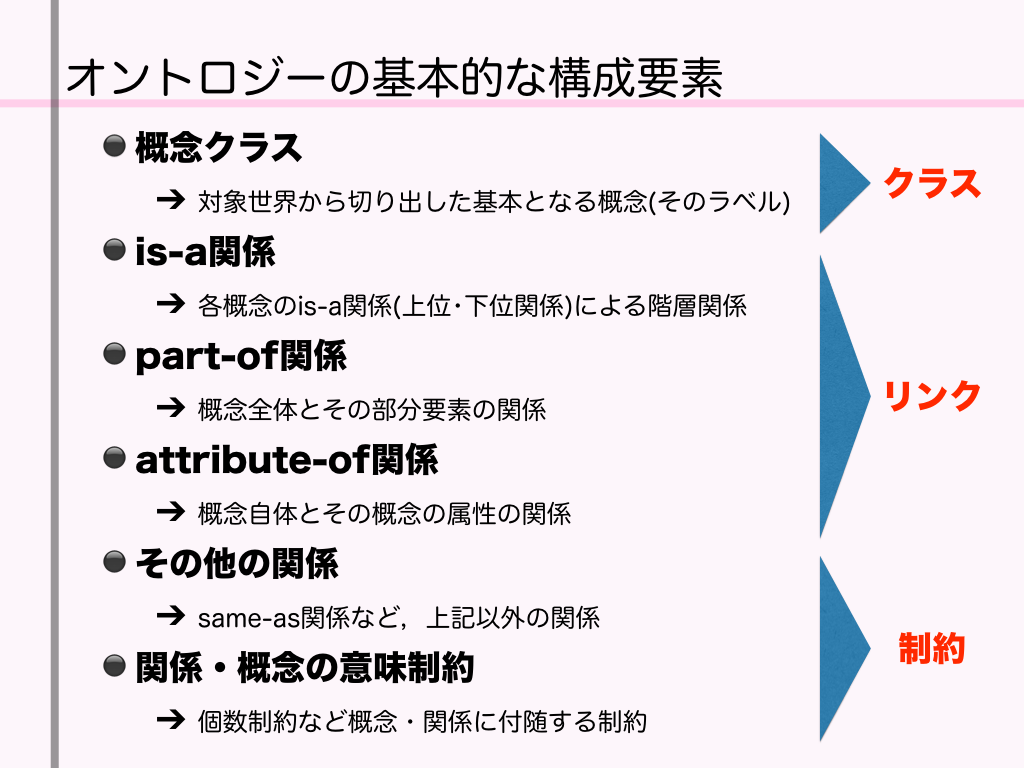 オントロジーの基本的な構成要素
概念クラス
➔ 対象世界から切り出した基本となる概念(そのラベル)
クラス
is-a関係
➔ 各概念のis-a関係(上位･下位関係)による階層関係
part-of関係
➔ 概念全体とその部分要素の関係
リンク
attribute-of関係
➔ 概念自体とその概念の属性の関係
その他の関係
➔ same-as関係など，上記以外の関係
制約
関係・概念の意味制約
➔ 個数制約など概念・関係に付随する制約